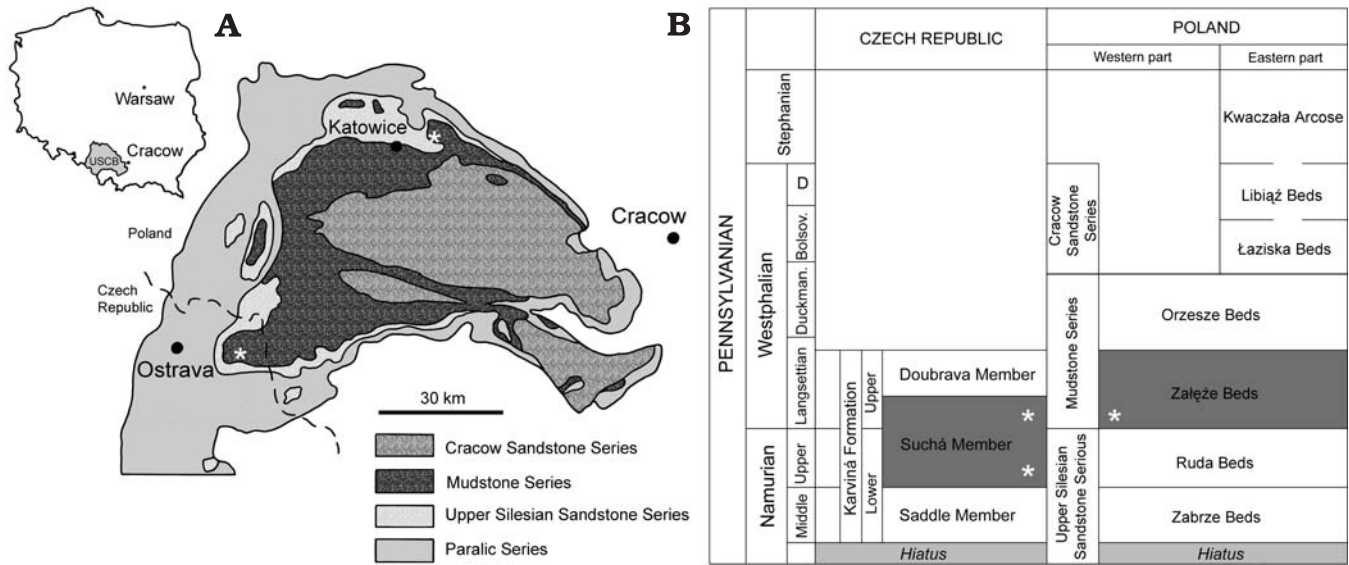 A
Warsaw
USCB
Cracow
Katowice
*
Cracow
Poland
Czech
Republic
*
Ostrava
30 km
Cracow Sandstone Series
Mudstone Series
Upper Silesian Sandstone Series
Paralic Series
B
CZECH REPUBLIC
POLAND
Western part
Eastern part
PENNSYLVANIAN
Stephanian
Kwaczała Arcose
Westphalian
D
Bolsov.
Duckman.
Langsettian
Cracow
Sandstone
Series
Libiąż Beds
Łaziska Beds
Mudstone Series
Orzesze Beds
Załęże Beds
*
Karviná Formation
Upper
Lower
Doubrava Member
Suchá Member
*
*
Saddle Member
Namurian
Upper
Middle
Upper Silesian
Sandstone Serious
Ruda Beds
Zabrze Beds
Hiatus
Hiatus